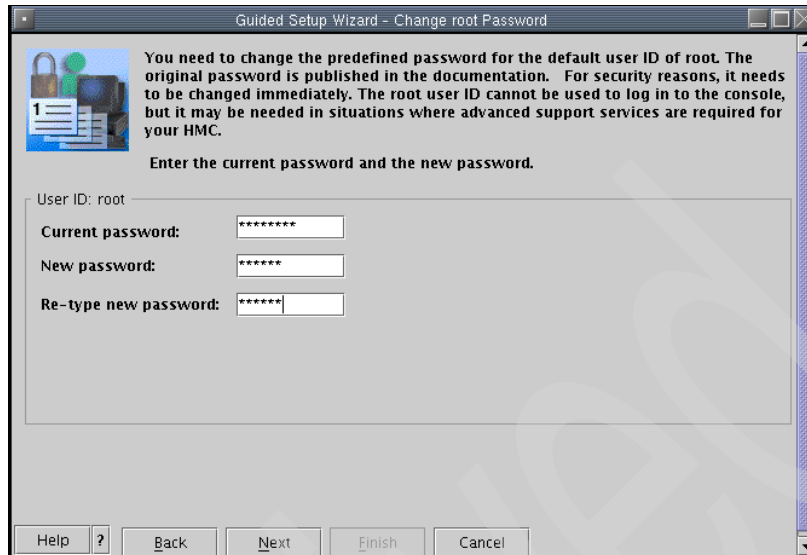 Guided Setup Wizard - Change root Password
You need to change the predefined password for the default user ID of root. The
original password is published in the documentation. For security reasons, it needs
to be changed immediately. The root user ID cannot be used to log in to the console,
but it may be needed in situations where advanced support services are required for
your HMC.
Enter the current password and the new password.
User ID: root
Current password: ********
New password: ******
Re-type new password: ******
Help ? Back Next Finish Cancel